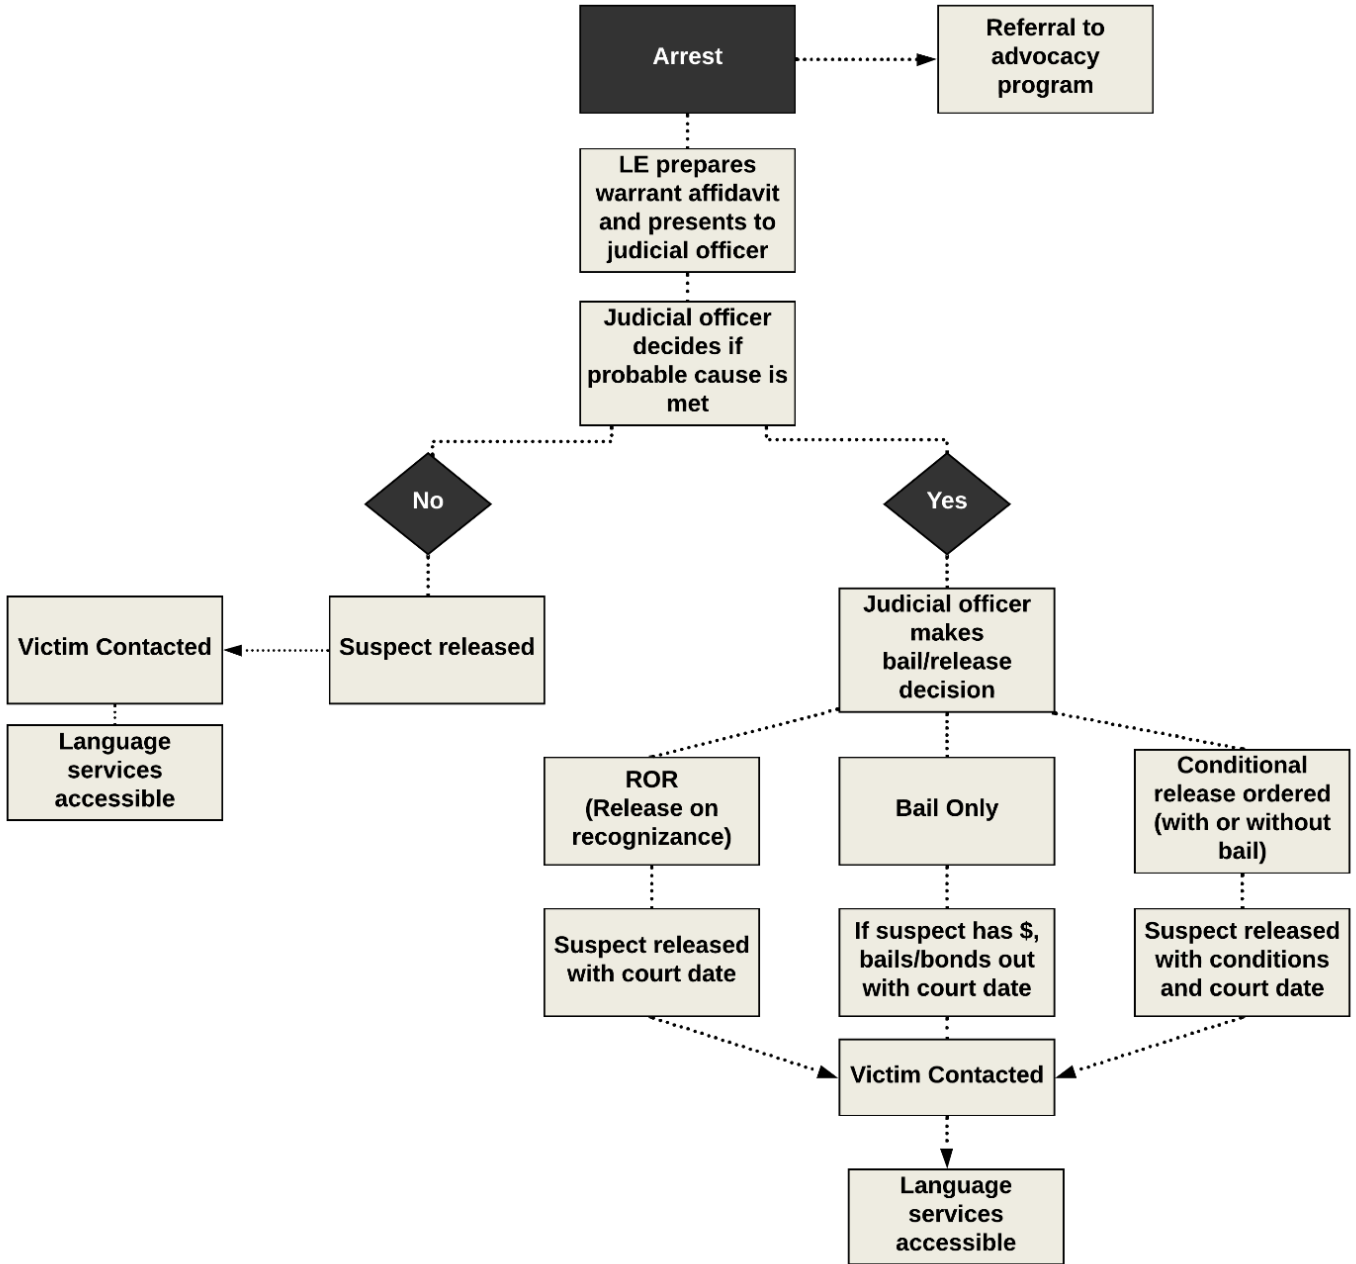 Arrest
Referral to
advocacy
program
LE prepares
warrant affidavit
and presents to
judicial officer
Judicial officer
decides if
probable cause is
met
No
Yes
Victim Contacted
Suspect released
Judicial officer
makes
bail/release
decision
Language
services
accessible
ROR
(Release on
recognizance)
Bail Only
Conditional
release ordered
(with or without
bail)
Suspect released
with court date
If suspect has $,
bails/bonds out
with court date
Suspect released
with conditions
and court date
Victim Contacted
Language
services
accessible